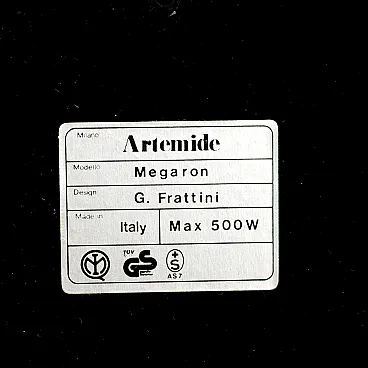 Milano Artemide
Modello Megaron
Design G. Frattini
Made in Italy Max 500W
TÜV GS S
AS7